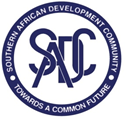 SOUTHERN AFRICAN DEVELOPMENT COMMUNITY
SADC
TOWARDS A COMMON FUTURE